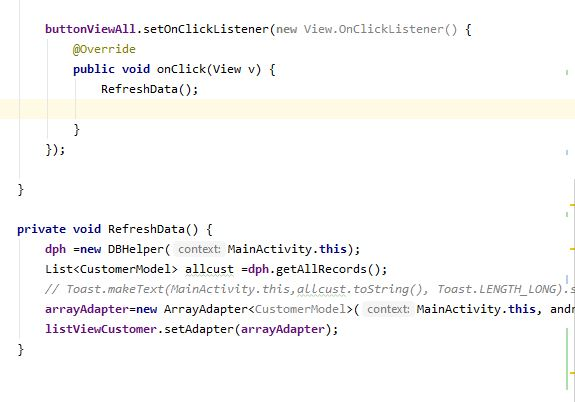 buttonViewAll.setOnClickListener(new View.OnClickListener() {
@Override
public void onClick(View v) {
RefreshData();
}
});
}
private void RefreshData() {
dph =new DBHelper( context: MainActivity.this);
List<CustomerModel> allcust =dph.getAllRecords();
// Toast.makeText(MainActivity.this,allcust.toString(), Toast.LENGTH_LONG).s
arrayAdapter=new ArrayAdapter<CustomerModel>( context: MainActivity.this, andr
listViewCustomer.setAdapter(arrayAdapter);
}